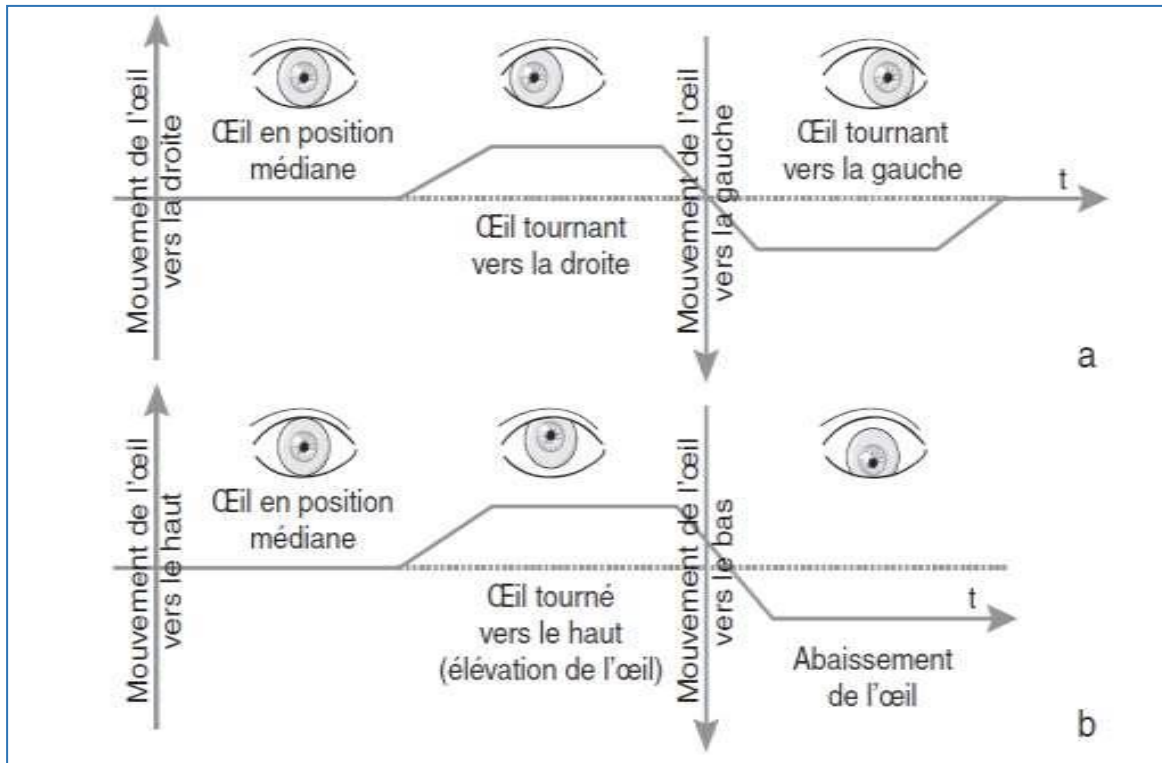 Mouvement de l'œil
vers la droite
Œil en position
médiane
Œil tournant
vers la droite
Mouvement de l'œil
vers la gauche
Œil tournant
vers la gauche
t
a
Mouvement de l'œil
vers le haut
Œil en position
médiane
Œil tourné
vers le haut
(élévation de l'œil)
Mouvement de l'œil
vers le bas
t
Abaissement
de l'œil
b